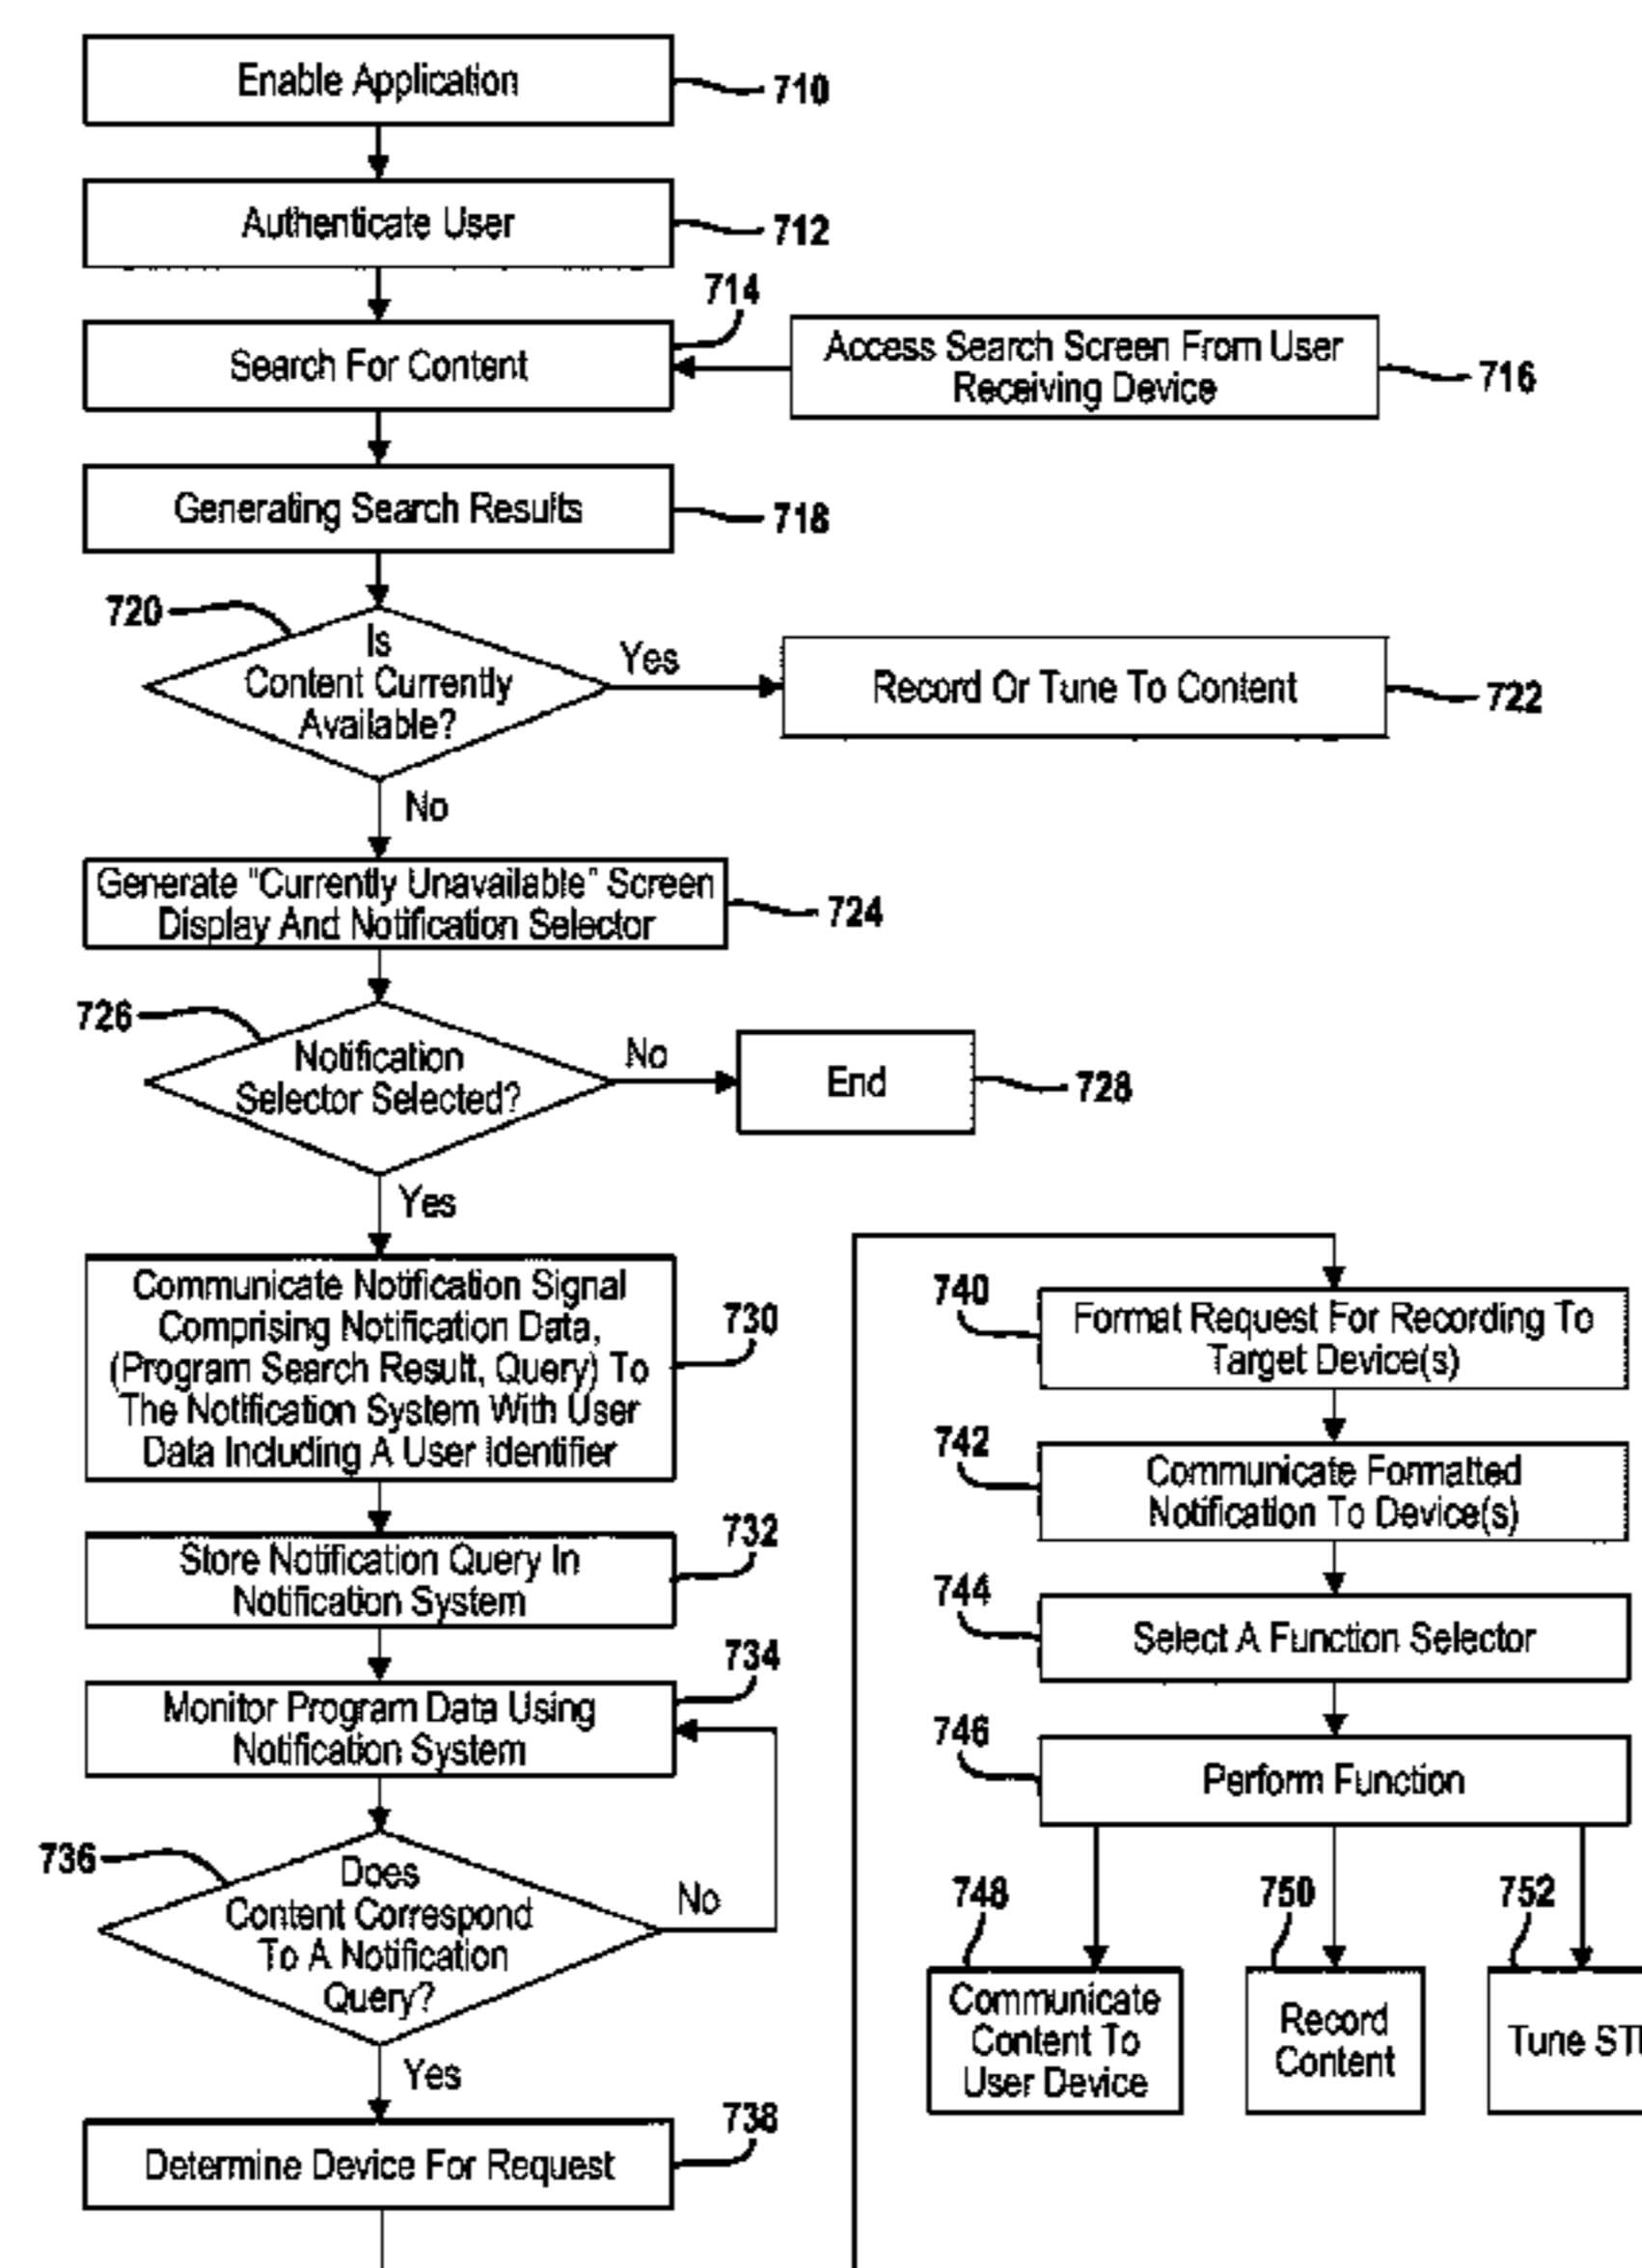 Enable Application
710
Authenticate User
712
714
Search For Content
Access Search Screen From User
Receiving Device
716
Generating Search Results
718
720
Is
Content Currently
Available?
Yes
Record Or Tune To Content
722
No
Generate "Currently Unavailable" Screen
Display And Notification Selector
724
726
Notification
Selector Selected?
No
End
728
Yes
Communicate Notification Signal
Comprising Notification Data,
(Program Search Result, Query) To
The Notification System With User
Data Including A User Identifier
730
Store Notification Query In
Notification System
732
Monitor Program Data Using
Notification System
734
736
Does
Content Correspond
To A Notification
Query?
No
Yes
Determine Device For Request
738
740
Format Request For Recording To
Target Device(s)
742
Communicate Formatted
Notification To Device(s)
744
Select A Function Selector
746
Perform Function
748
Communicate
Content To
User Device
750
Record
Content
752
Tune